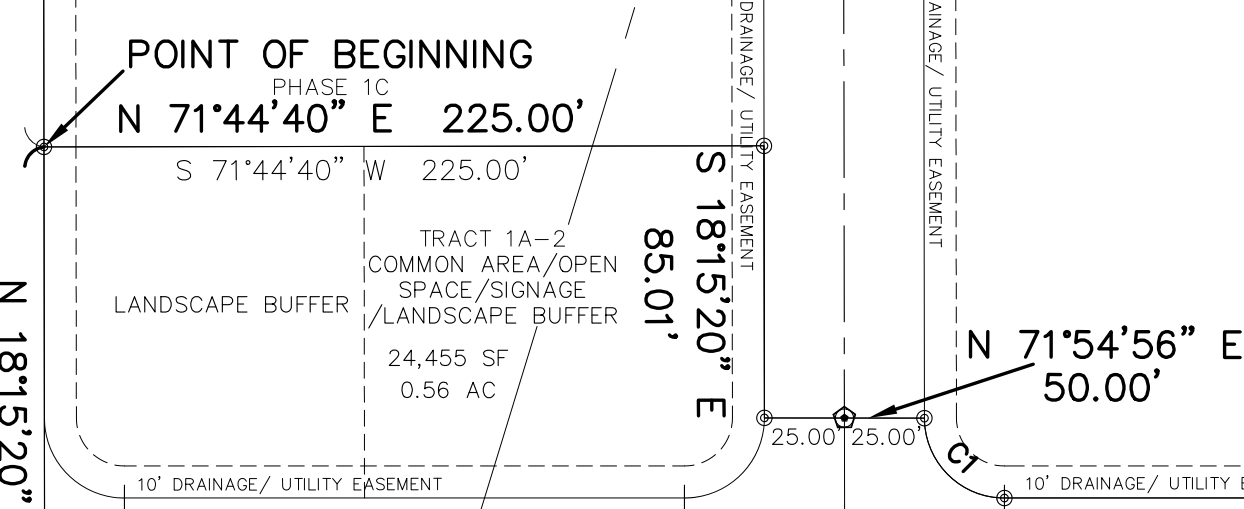 POINT OF BEGINNING
PHASE 1C
N 71°44'40" E 225.00'
S 71°44'40" W 225.00'
DRAINAGE/ UTILITY EASEMENT
AINAGE/ UTILITY EASEMENT
S 18°15'20" E
85.01'
TRACT 1A-2
COMMON AREA/OPEN
SPACE/SIGNAGE
/LANDSCAPE BUFFER
24,455 SF
0.56 AC
LANDSCAPE BUFFER
N 18°15'20"
N 71°54'56" E
50.00'
25.00' 25.00'
C1
10' DRAINAGE/ UTILITY EASEMENT
10' DRAINAGE/ UTILITY E